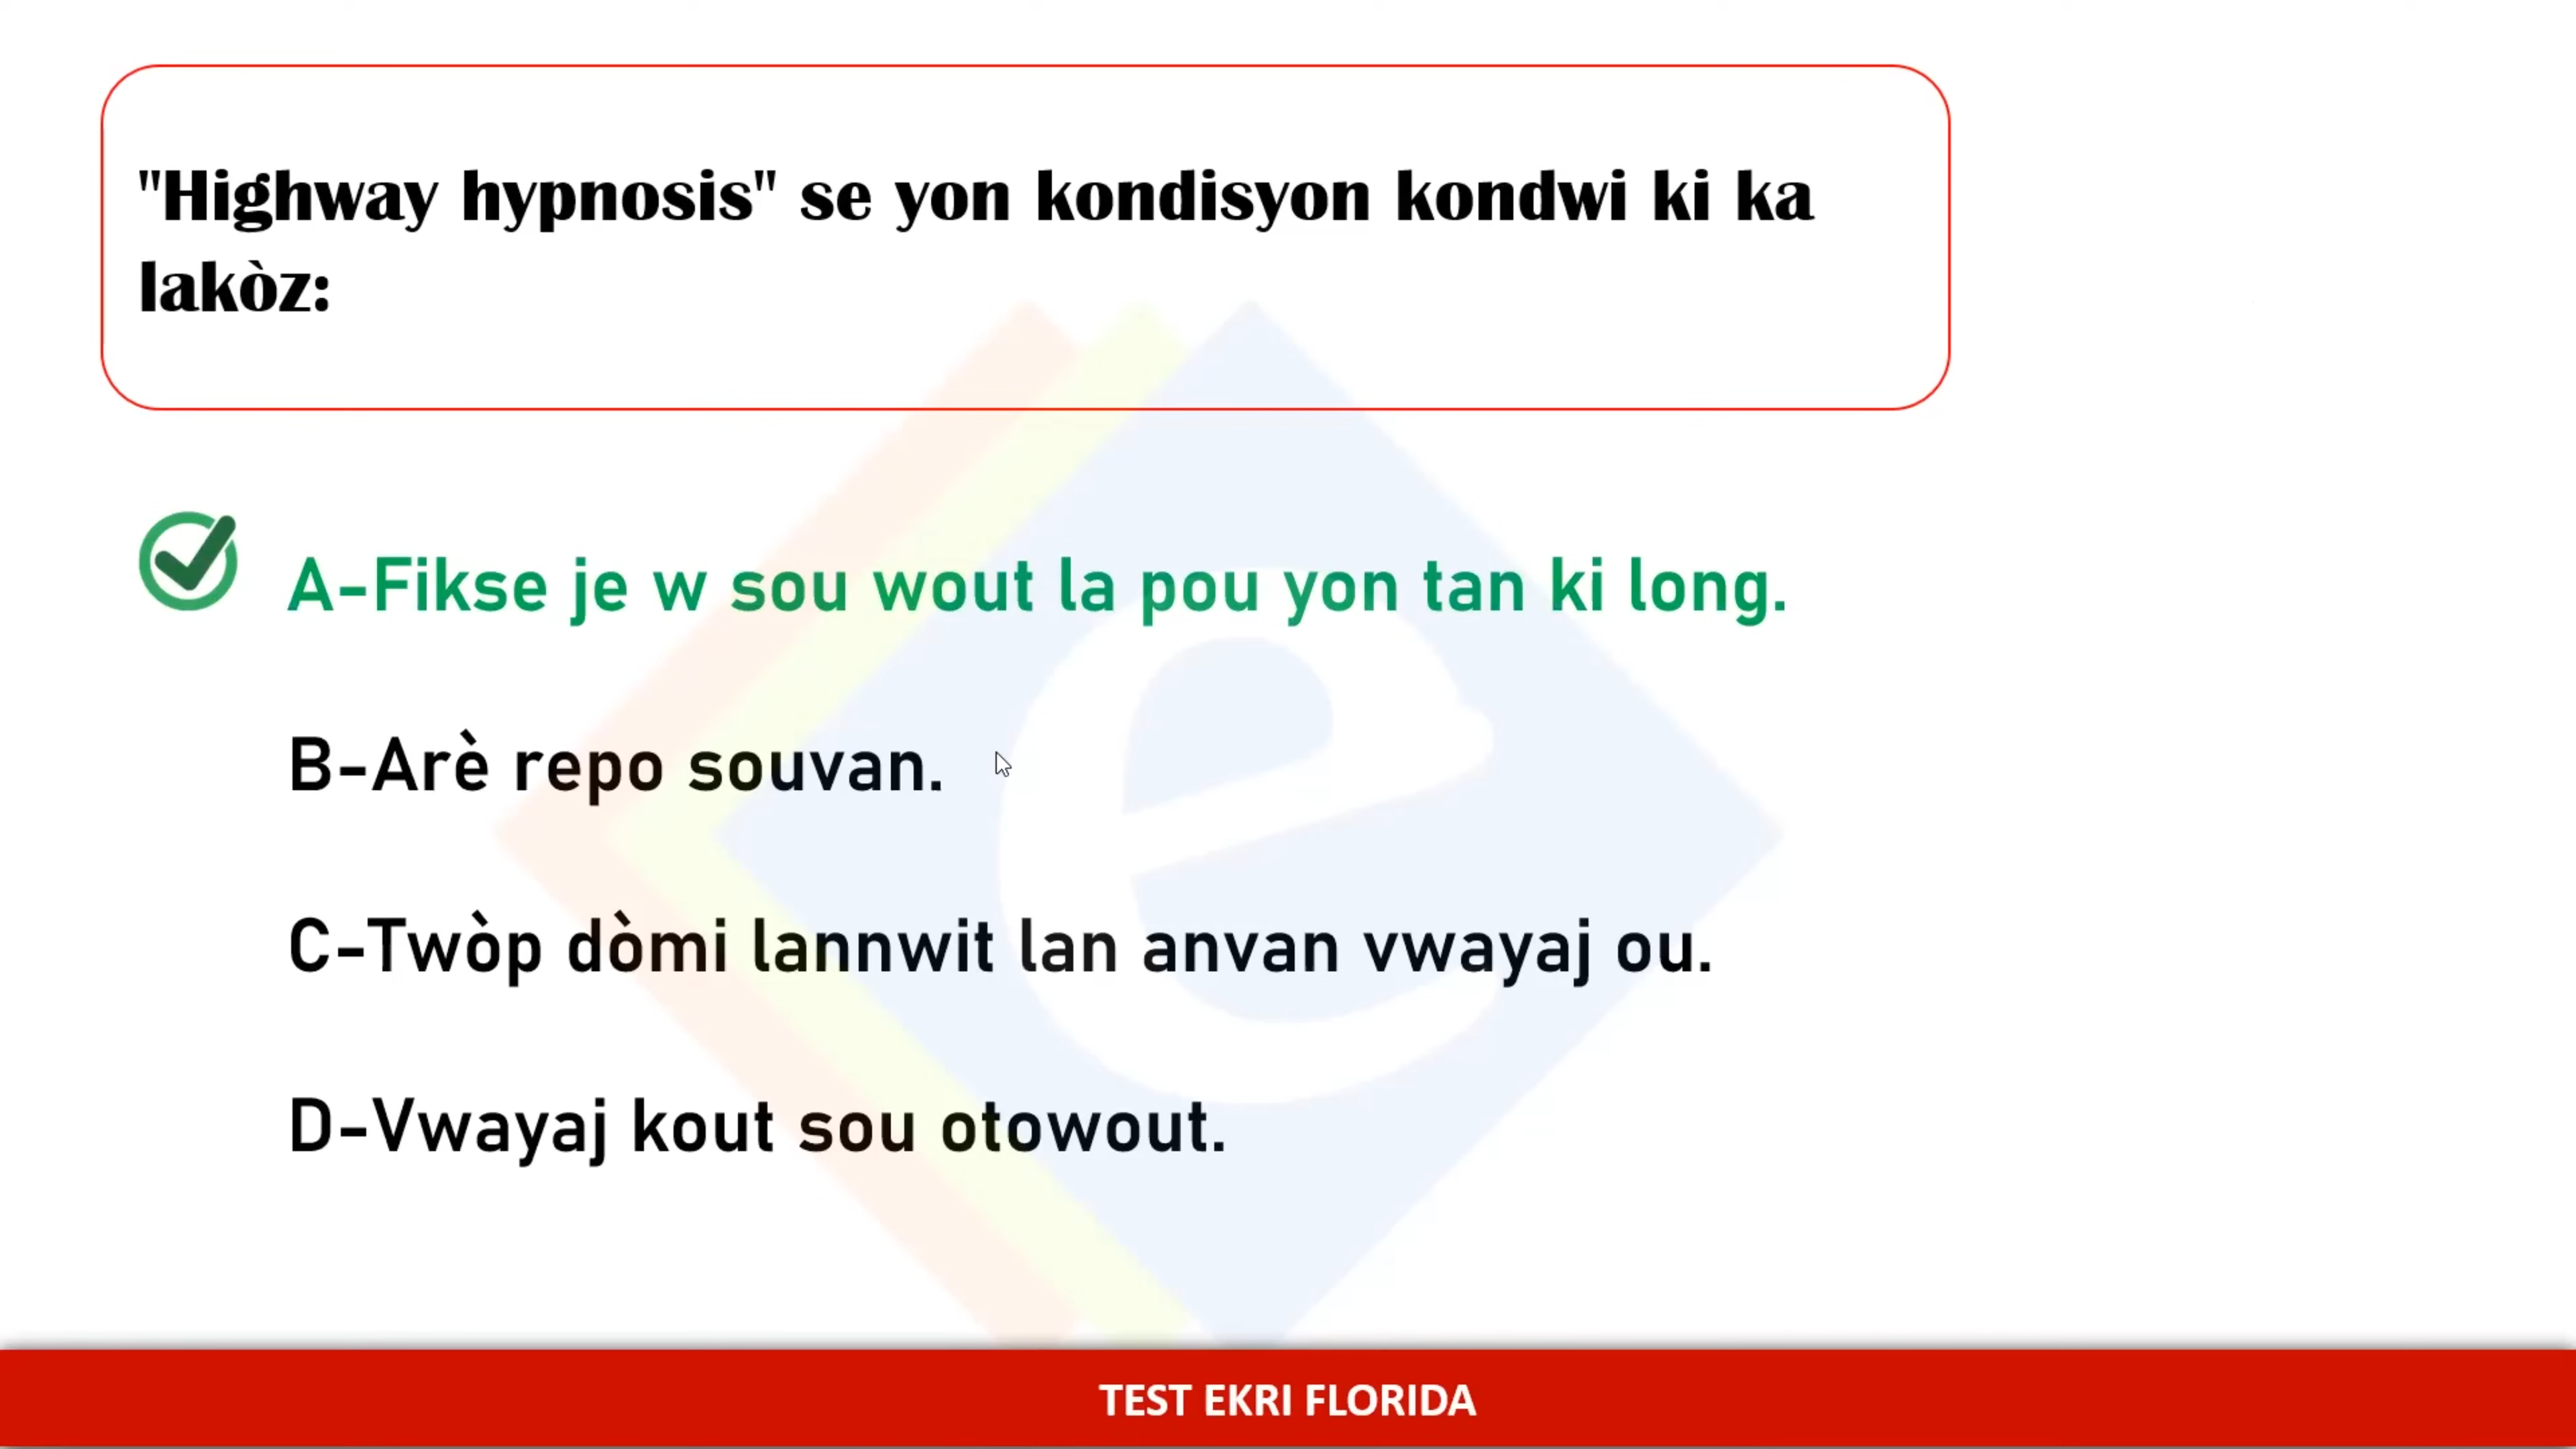 "Highway hypnosis" se yon kondisyon kondwi ki ka
lakòz:
A-Fikse je w sou wout la pou yon tan ki long.
B-Arè repo souvan.
C-Twòp dòmi lannwit lan anvan vwayaj ou.
D-Vwayaj kout sou otowout.
e
TEST EKRI FLORIDA